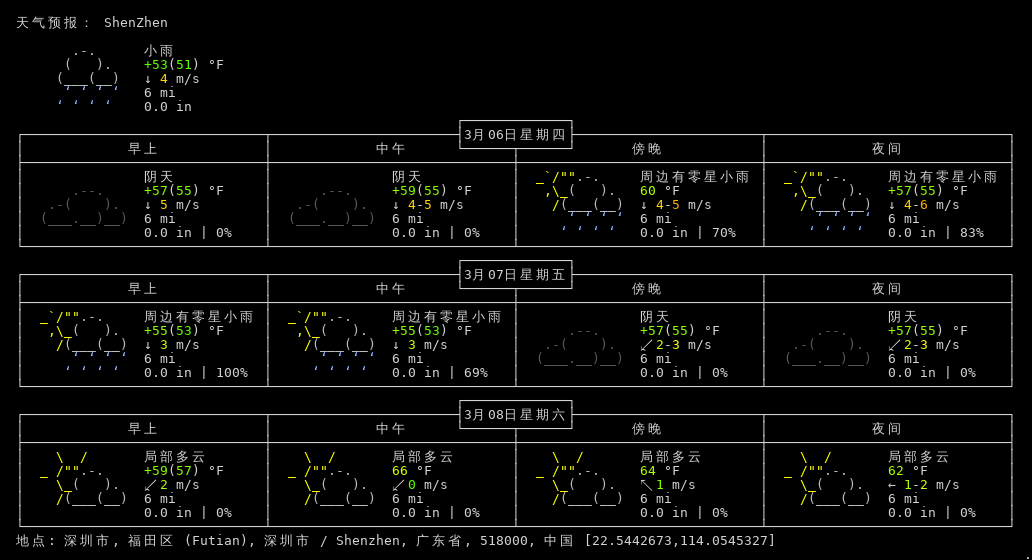 天气预报： ShenZhen
小雨
+53(51) °F
↓ 4 m/s
6 mi
0.0 in
3月06日星期四
早上 中午 傍晚 夜间
阴天 阴天 周边有零星小雨 周边有零星小雨
+57(55) °F +59(55) °F 60 °F +57(55) °F
↓ 5 m/s ↓ 4-5 m/s ↓ 4-5 m/s ↓ 4-6 m/s
6 mi 6 mi 6 mi 6 mi
0.0 in | 0% 0.0 in | 0% 0.0 in | 70% 0.0 in | 83%
3月07日星期五
早上 中午 傍晚 夜间
周边有零星小雨 周边有零星小雨 阴天 阴天
+55(53) °F +55(53) °F +57(55) °F +57(55) °F
↓ 3 m/s ↓ 3 m/s ↙ 2-3 m/s ↙ 2-3 m/s
6 mi 6 mi 6 mi 6 mi
0.0 in | 100% 0.0 in | 69% 0.0 in | 0% 0.0 in | 0%
3月08日星期六
早上 中午 傍晚 夜间
局部多云 局部多云 局部多云 局部多云
+59(57) °F 66 °F 64 °F 62 °F
↙ 2 m/s ↙ 0 m/s ↖ 1 m/s ← 1-2 m/s
6 mi 6 mi 6 mi 6 mi
0.0 in | 0% 0.0 in | 0% 0.0 in | 0% 0.0 in | 0%
地点: 深圳市, 福田区 (Futian), 深圳市 / Shenzhen, 广东省, 518000, 中国 [22.5442673,114.0545327]